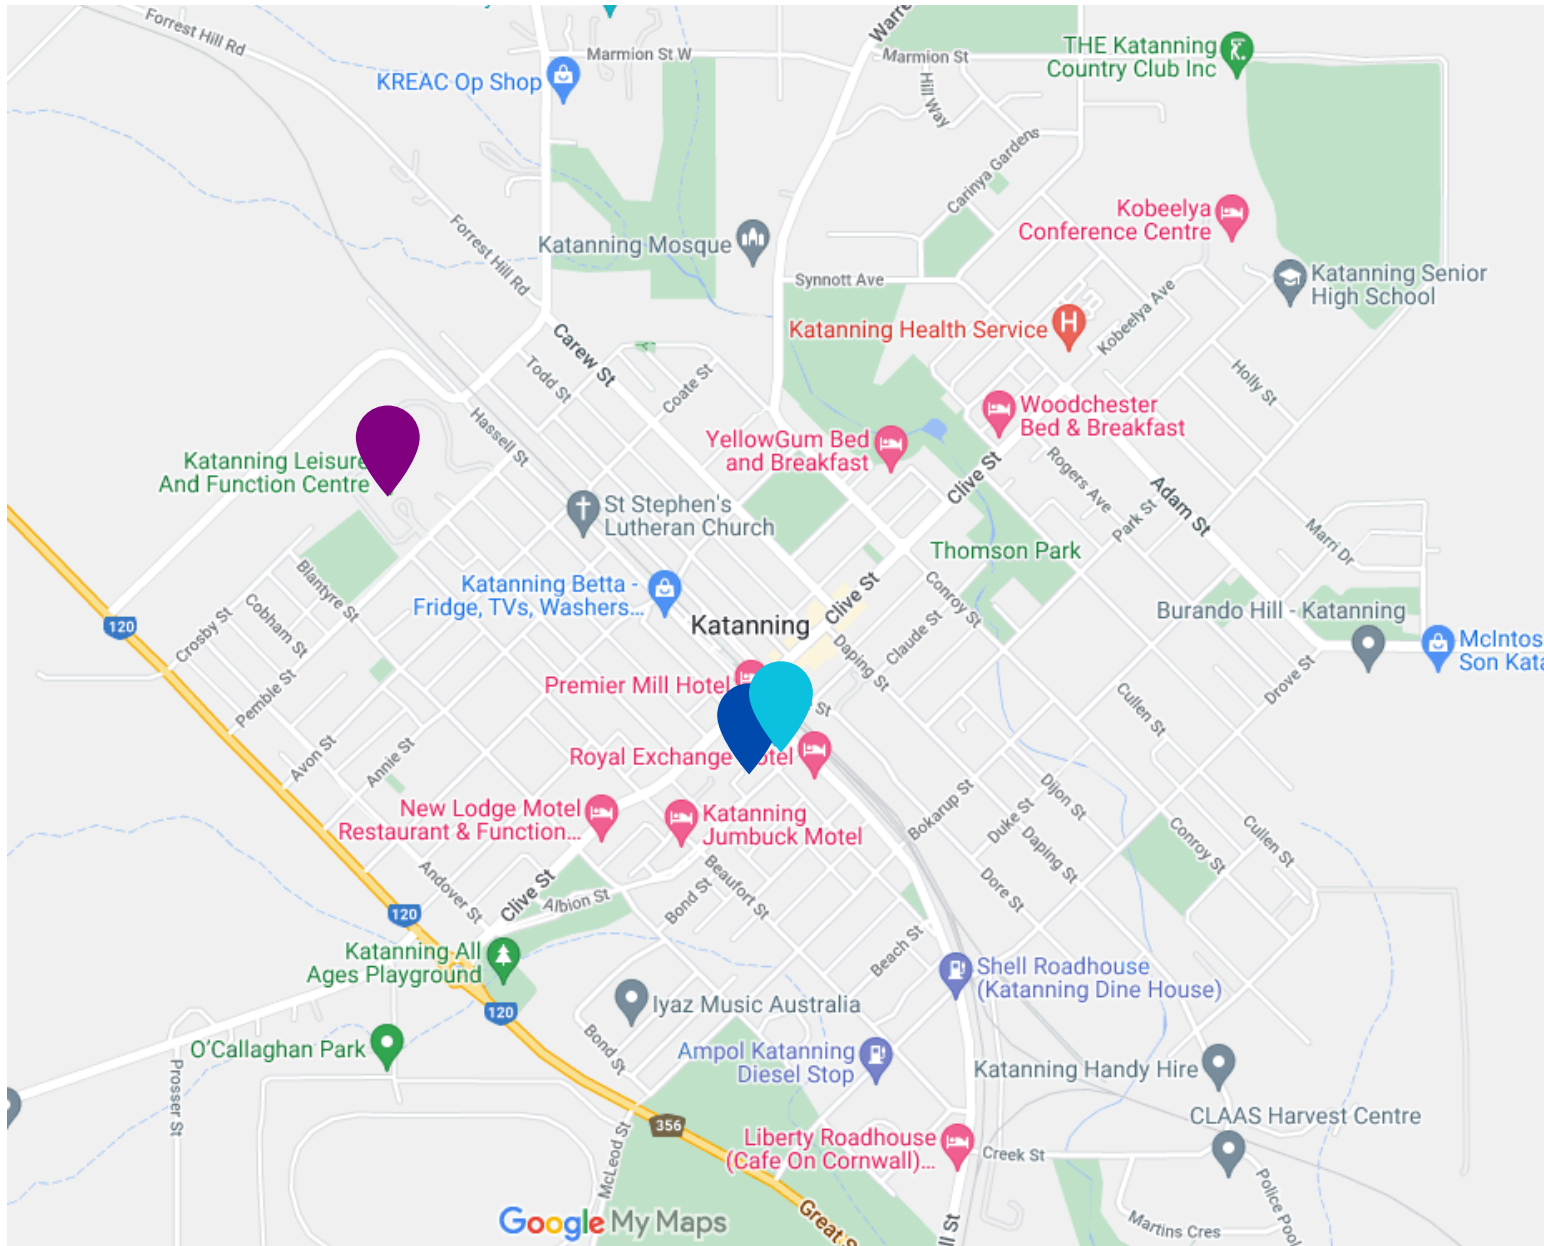 Forrest Hill Rd
Marmion St W
Marmion St
THE Katanning
Country Club Inc
KREAC Op Shop
Hill Way
Carinya Gardens
Forrest Hill Rd
Katanning Mosque
Kobeelya
Conference Centre
Synnott Ave
Katanning Senior
High School
Katanning Health Service
H
Kobeelya Ave
Carew St
Todd St
Coate St
Holly St
Hassell St
Woodchester
Bed & Breakfast
YellowGum Bed
and Breakfast
Katanning Leisure
And Function Centre
Clive St
Rogers Ave
Adam St
Park St
St Stephen's
Lutheran Church
Marri Dr
Thomson Park
Blantyre St
Katanning Betta -
Fridge, TVs, Washers...
Clive St
Conroy St
Cobham St
Crosby St
120
Katanning
Claude St
Daping St
Burando Hill - Katanning
McIntos
Son Kata
Premier Mill Hotel
Pemble St
St
Cullen St
Drove St
Royal Exchange
otel
Avon St
Annie St
New Lodge Motel
Restaurant & Function...
Katanning
Jumbuck Motel
Bokarup St
Dijon St
Duke St
Daping St
Conroy St
Cullen St
Andover St
Clive St
Albion St
Beaufort St
Bond St
Dore St
120
Katanning All
Ages Playground
Beach St
Shell Roadhouse
(Katanning Dine House)
120
Iyaz Music Australia
O'Callaghan Park
Bond St
Ampol Katanning
Diesel Stop
Katanning Handy Hire
Prosser St
356
CLAAS Harvest Centre
McLeod St
Liberty Roadhouse
(Cafe On Cornwall)...
Creek St
Police Pool
Martins Cres
Google My Maps